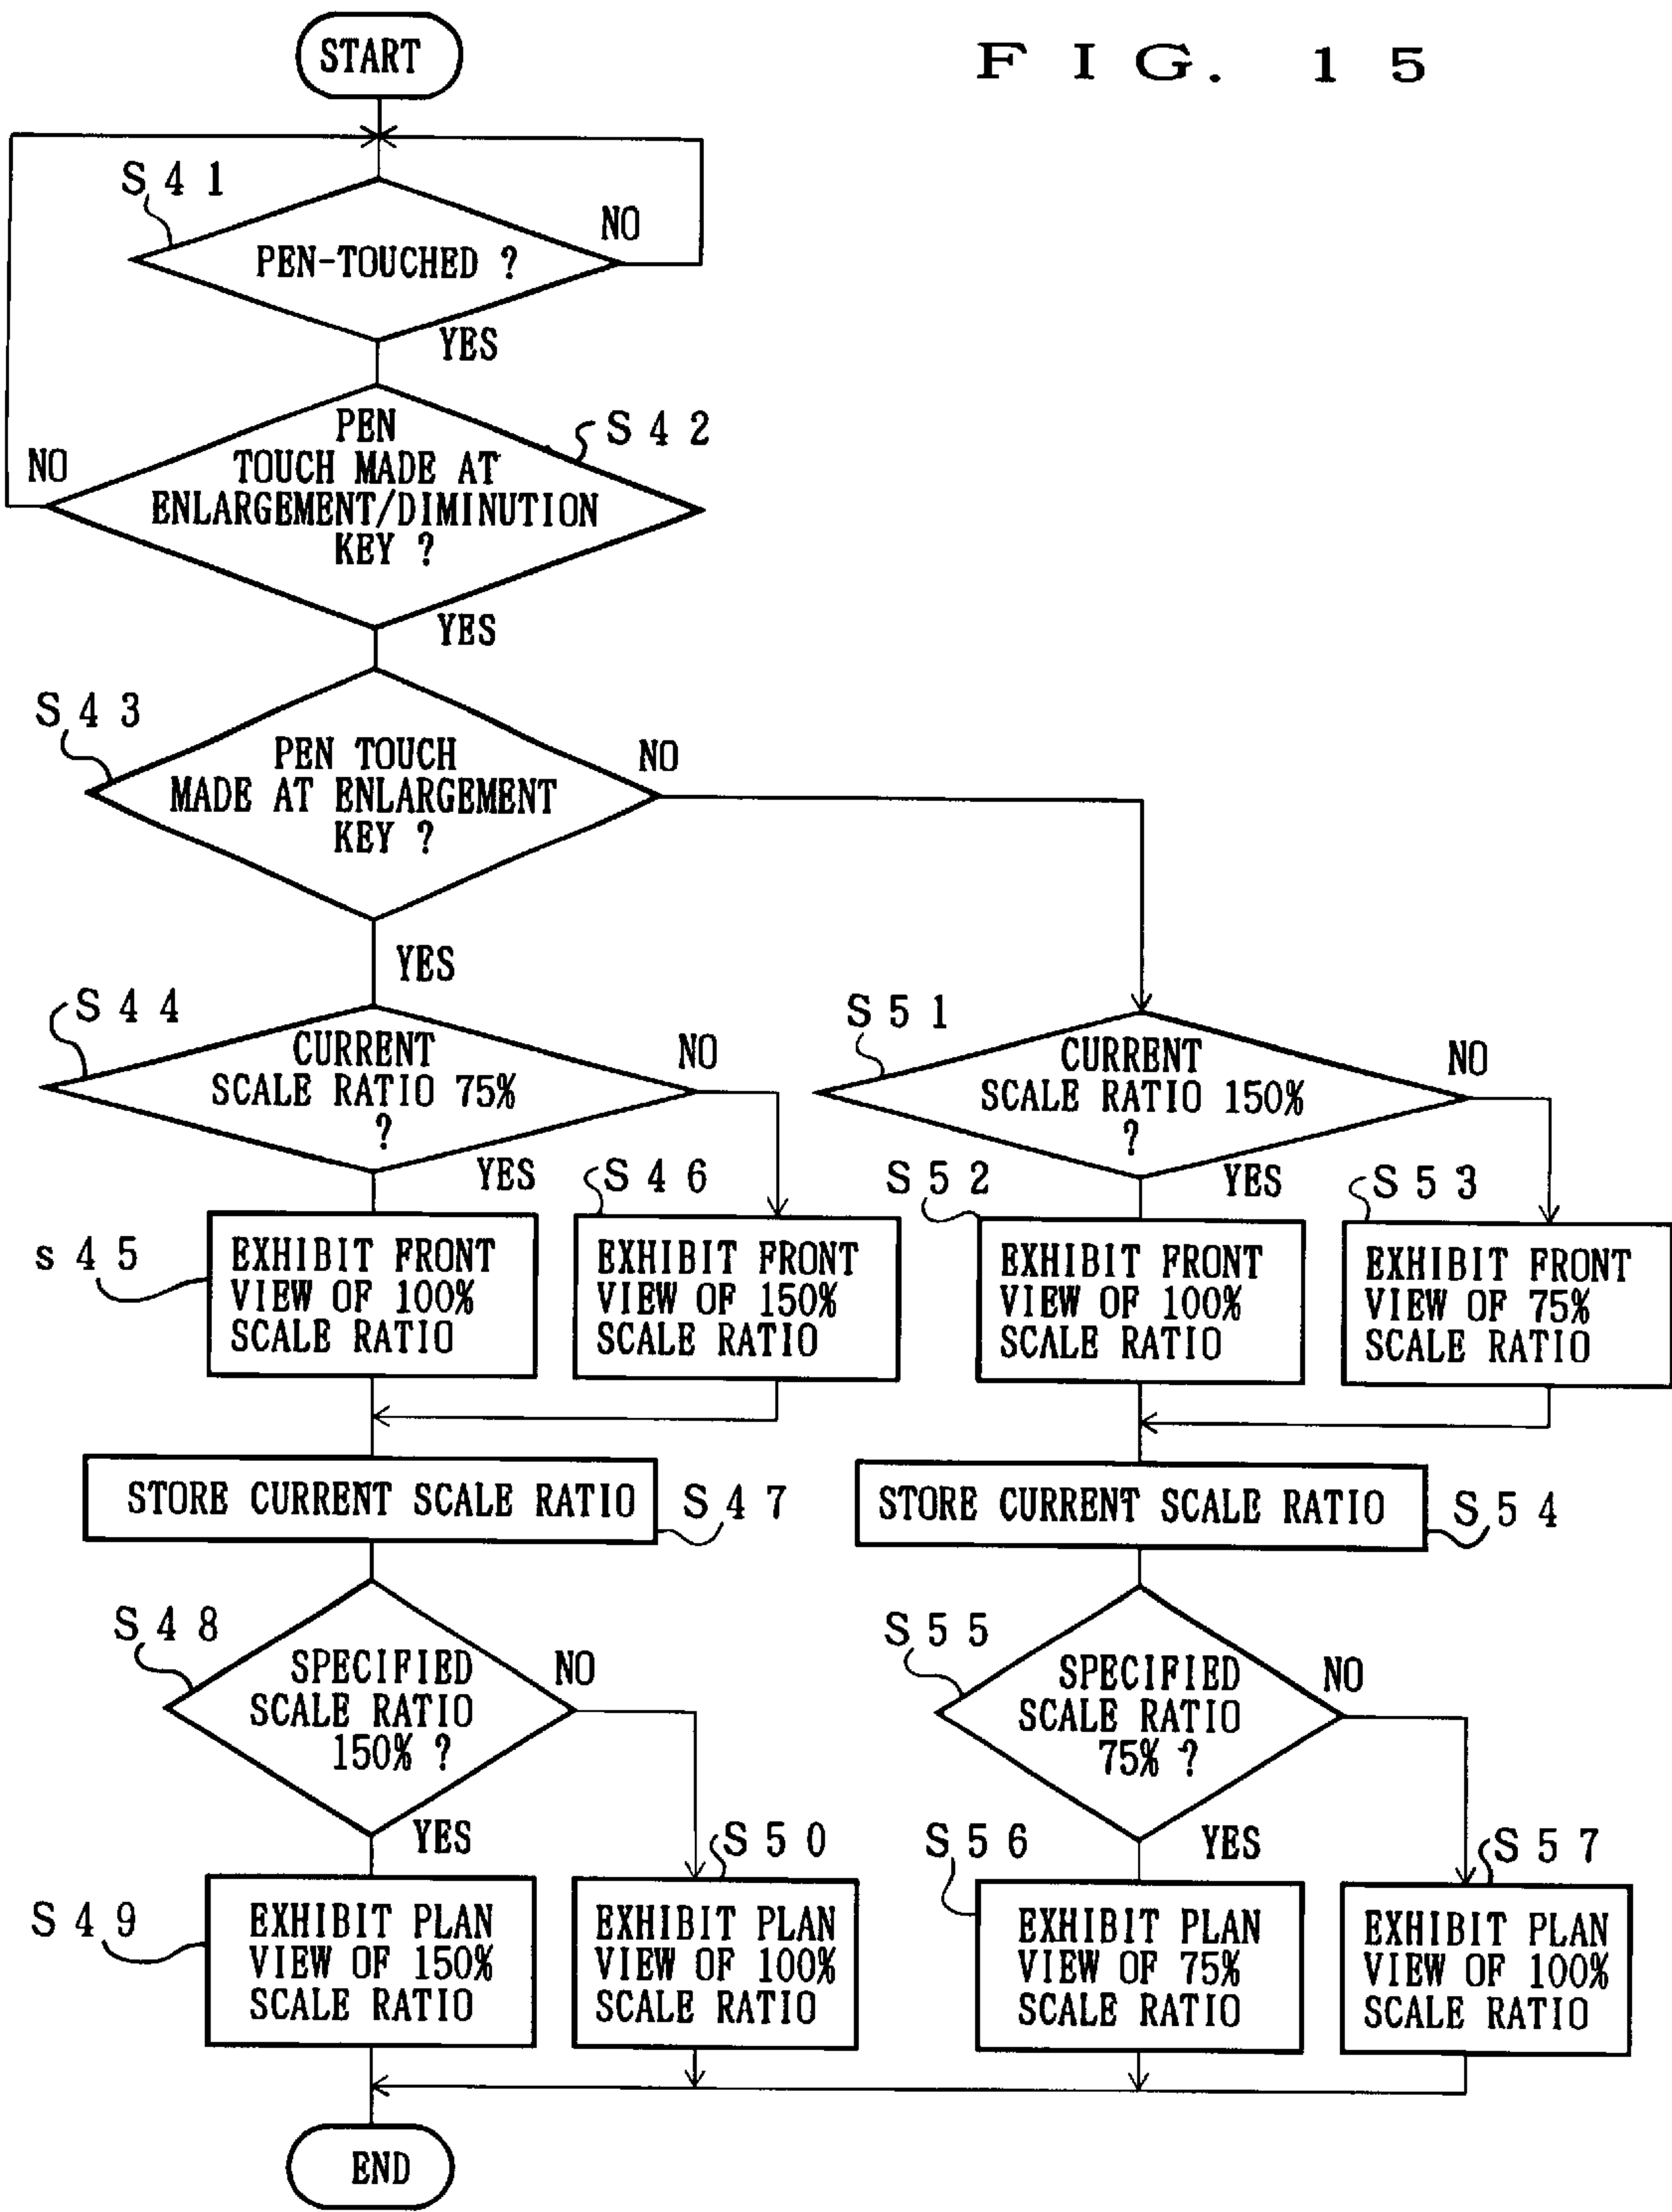 START
F I G. 1 5
S 4 1
NO
PEN-TOUCHED ?
YES
PEN
TOUCH MADE AT
ENLARGEMENT/DIMINUTION
KEY ?
S 4 2
NO
YES
S 4 3
PEN TOUCH
MADE AT ENLARGEMENT
KEY ?
NO
YES
S 4 4
CURRENT
SCALE RATIO 75%
?
NO
YES
S 5 1
CURRENT
SCALE RATIO 150%
?
NO
YES
s 4 5
EXHIBIT FRONT
VIEW OF 100%
SCALE RATIO
S 4 6
EXHIBIT FRONT
VIEW OF 150%
SCALE RATIO
S 5 2
EXHIBIT FRONT
VIEW OF 100%
SCALE RATIO
S 5 3
EXHIBIT FRONT
VIEW OF 75%
SCALE RATIO
STORE CURRENT SCALE RATIO
S 4 7
STORE CURRENT SCALE RATIO
S 5 4
S 4 8
SPECIFIED
SCALE RATIO
150% ?
NO
YES
S 5 5
SPECIFIED
SCALE RATIO
75% ?
NO
YES
S 4 9
EXHIBIT PLAN
VIEW OF 150%
SCALE RATIO
S 5 0
EXHIBIT PLAN
VIEW OF 100%
SCALE RATIO
S 5 6
EXHIBIT PLAN
VIEW OF 75%
SCALE RATIO
S 5 7
EXHIBIT PLAN
VIEW OF 100%
SCALE RATIO
END